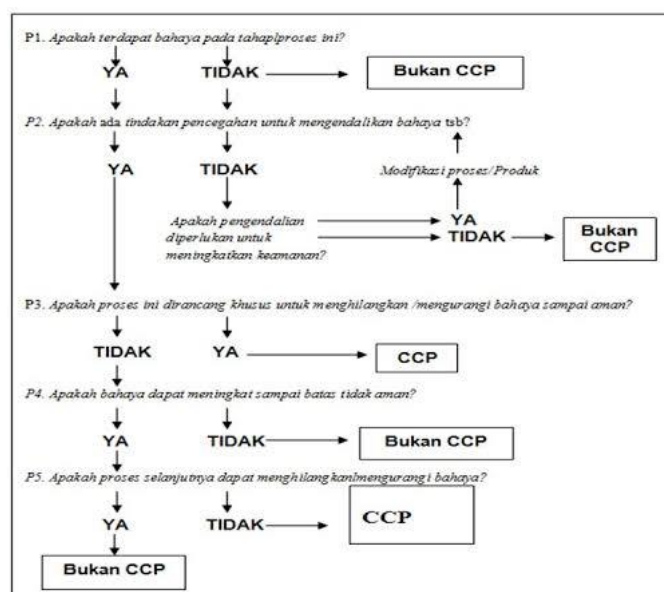 P1. Apakah terdapat bahaya pada tahap|proses ini?
YA TIDAK Bukan CCP
P2. Apakah ada tindakan pencegahan untuk mengendalikan bahaya tsb?
YA TIDAK Modifikasi proses/Produk
Apakah pengendalian YA
diperlukan untuk TIDAK Bukan
meningkatkan keamanan? CCP
P3. Apakah proses ini dirancang khusus untuk menghilangkan /mengurangi bahaya sampai aman?
TIDAK YA CCP
P4. Apakah bahaya dapat meningkat sampai batas tidak aman?
YA TIDAK Bukan CCP
P5. Apakah proses selanjutnya dapat menghilangkan|mengurangi bahaya?
YA TIDAK CCP
Bukan CCP